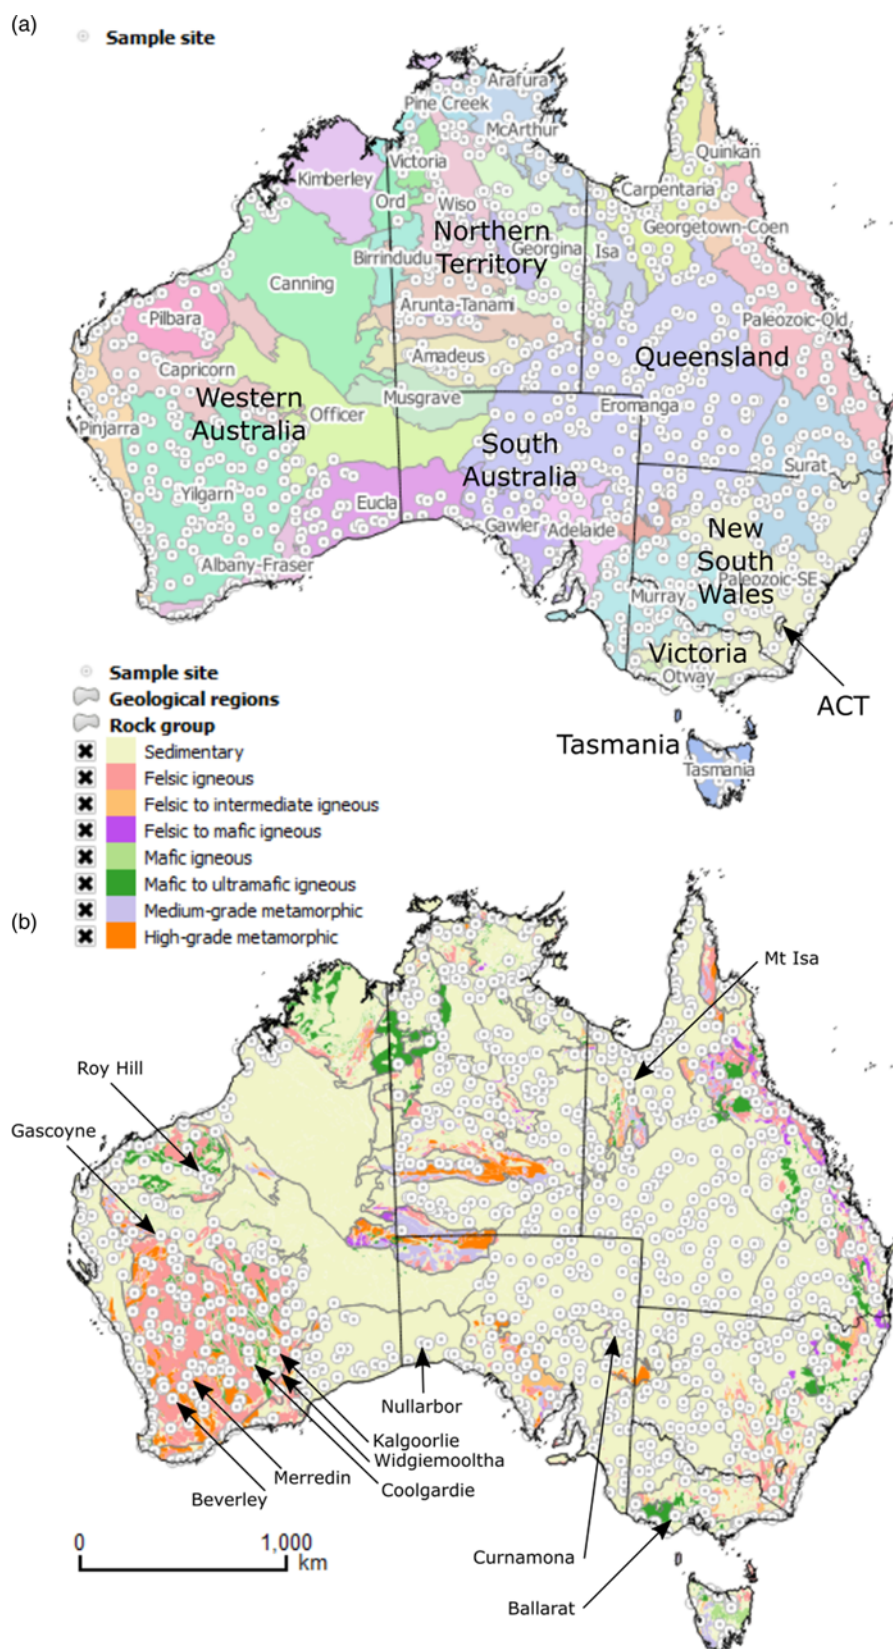 (a)
Sample site
Arafura
Pine Creek
McArthur
Quinkan
Victoria
Kimberley
Carpentaria
Ord
Wiso
Georgetown-Coen
Northern
Territory
Georgina
Isa
Birrindudu
Canning
Arunta-Tanami
Pilbara
Paleozoic-Qld
Amadeus
Queensland
Capricorn
Western
Australia
Musgrave
Officer
Eromanga
Pinjarra
South
Australia
Surat
Yilgarn
Eucla
Gawler
Adelaide
New
South
Wales
Albany-Fraser
Paleozoic-SE
Murray
Victoria
Otway
ACT
Tasmania
Tasmania
Sample site
Geological regions
Rock group
Sedimentary
Felsic igneous
Felsic to intermediate igneous
Felsic to mafic igneous
Mafic igneous
Mafic to ultramafic igneous
Medium-grade metamorphic
High-grade metamorphic
(b)
Mt Isa
Roy Hill
Gascoyne
Nullarbor
Kalgoorlie
Widgiemooltha
Merredin
Coolgardie
Beverley
0 1,000
km
Curnamona
Ballarat